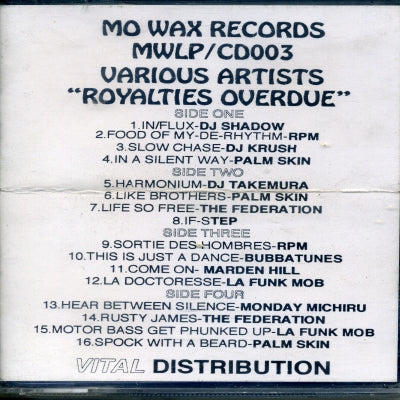 MO WAX RECORDS
MWLP/CD003
VARIOUS ARTISTS
"ROYALTIES OVERDUE"
SIDE ONE
1.IN/FLUX-DJ SHADOW
2.FOOD OF MY-DE-RHYTHM-RPM
3.SLOW CHASE-DJ KRUSH
4.IN A SILENT WAY-PALM SKIN
SIDE TWO
5.HARMONIUM-DJ TAKEMURA
6.LIKE BROTHERS-PALM SKIN
7.LIFE SO FREE-THE FEDERATION
8.IF-STEP
SIDE THREE
9.SORTIE DES HOMBRES-RPM
10.THIS IS JUST A DANCE-BUBBATUNES
11.COME ON- MARDEN HILL
12.LA DOCTORESSE-LA FUNK MOB
SIDE FOUR
13.HEAR BETWEEN SILENCE-MONDAY MICHIRU
14.RUSTY JAMES-THE FEDERATION
15.MOTOR BASS GET PHUNKED UP-LA FUNK MOB
16.SPOCK WITH A BEARD-PALM SKIN
VITAL DISTRIBUTION